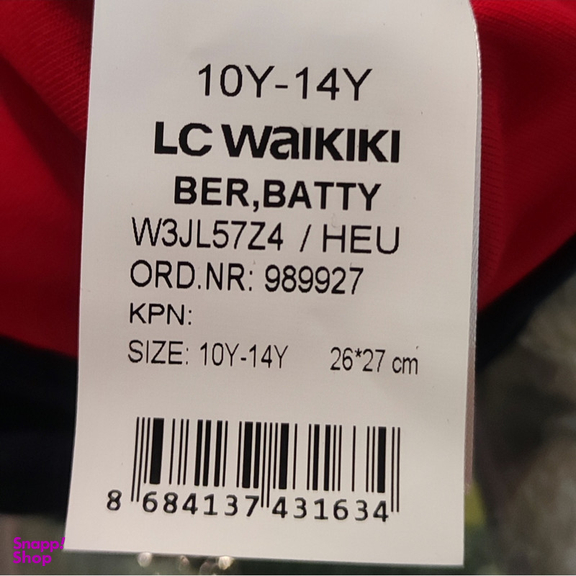 10Y-14Y
LC WAIKIKI
BER,BATTY
W3JL57Z4 / HEU
ORD.NR: 989927
KPN:
SIZE: 10Y-14Y 26*27 cm
8 684137 431634
Snapp!
Shop